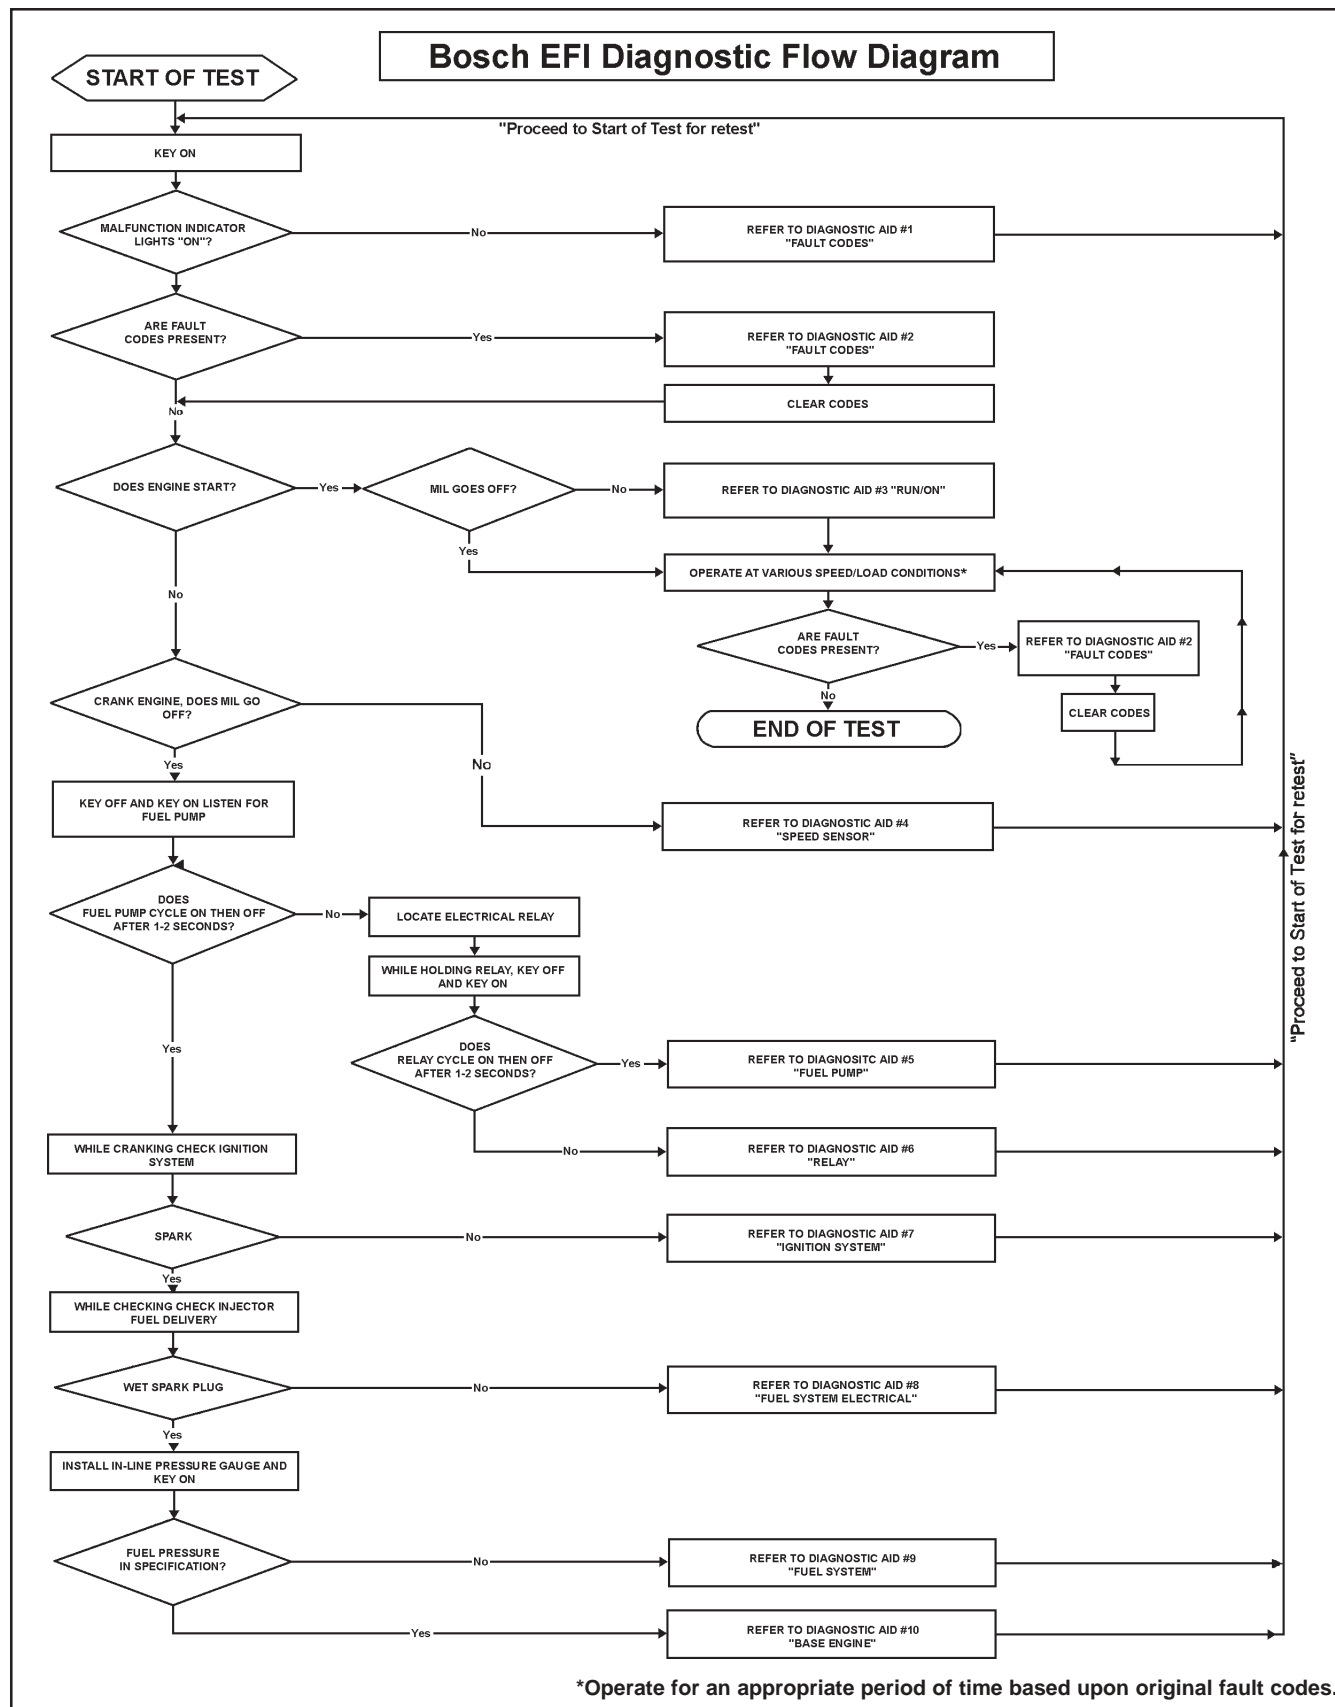 Bosch EFI Diagnostic Flow Diagram
START OF TEST
"Proceed to Start of Test for retest"
KEY ON
MALFUNCTION INDICATOR
LIGHTS "ON"?
No
REFER TO DIAGNOSTIC AID #1
"FAULT CODES"
ARE FAULT
CODES PRESENT?
Yes
REFER TO DIAGNOSTIC AID #2
"FAULT CODES"
CLEAR CODES
No
DOES ENGINE START?
Yes
MIL GOES OFF?
No
REFER TO DIAGNOSTIC AID #3 "RUN/ON"
Yes
OPERATE AT VARIOUS SPEED/LOAD CONDITIONS*
No
ARE FAULT
CODES PRESENT?
Yes
REFER TO DIAGNOSTIC AID #2
"FAULT CODES"
No
CLEAR CODES
END OF TEST
CRANK ENGINE, DOES MIL GO
OFF?
Yes
No
KEY OFF AND KEY ON LISTEN FOR
FUEL PUMP
REFER TO DIAGNOSTIC AID #4
"SPEED SENSOR"
"Proceed to Start of Test for retest"
DOES
FUEL PUMP CYCLE ON THEN OFF
AFTER 1-2 SECONDS?
No
LOCATE ELECTRICAL RELAY
WHILE HOLDING RELAY, KEY OFF
AND KEY ON
Yes
DOES
RELAY CYCLE ON THEN OFF
AFTER 1-2 SECONDS?
Yes
REFER TO DIAGNOSITC AID #5
"FUEL PUMP"
WHILE CRANKING CHECK IGNITION
SYSTEM
No
REFER TO DIAGNOSTIC AID #6
"RELAY"
SPARK
No
REFER TO DIAGNOSTIC AID #7
"IGNITION SYSTEM"
Yes
WHILE CHECKING CHECK INJECTOR
FUEL DELIVERY
WET SPARK PLUG
No
REFER TO DIAGNOSTIC AID #8
"FUEL SYSTEM ELECTRICAL"
Yes
INSTALL IN-LINE PRESSURE GAUGE AND
KEY ON
FUEL PRESSURE
IN SPECIFICATION?
No
REFER TO DIAGNOSTIC AID #9
"FUEL SYSTEM"
Yes
REFER TO DIAGNOSTIC AID #10
"BASE ENGINE"
*Operate for an appropriate period of time based upon original fault codes.